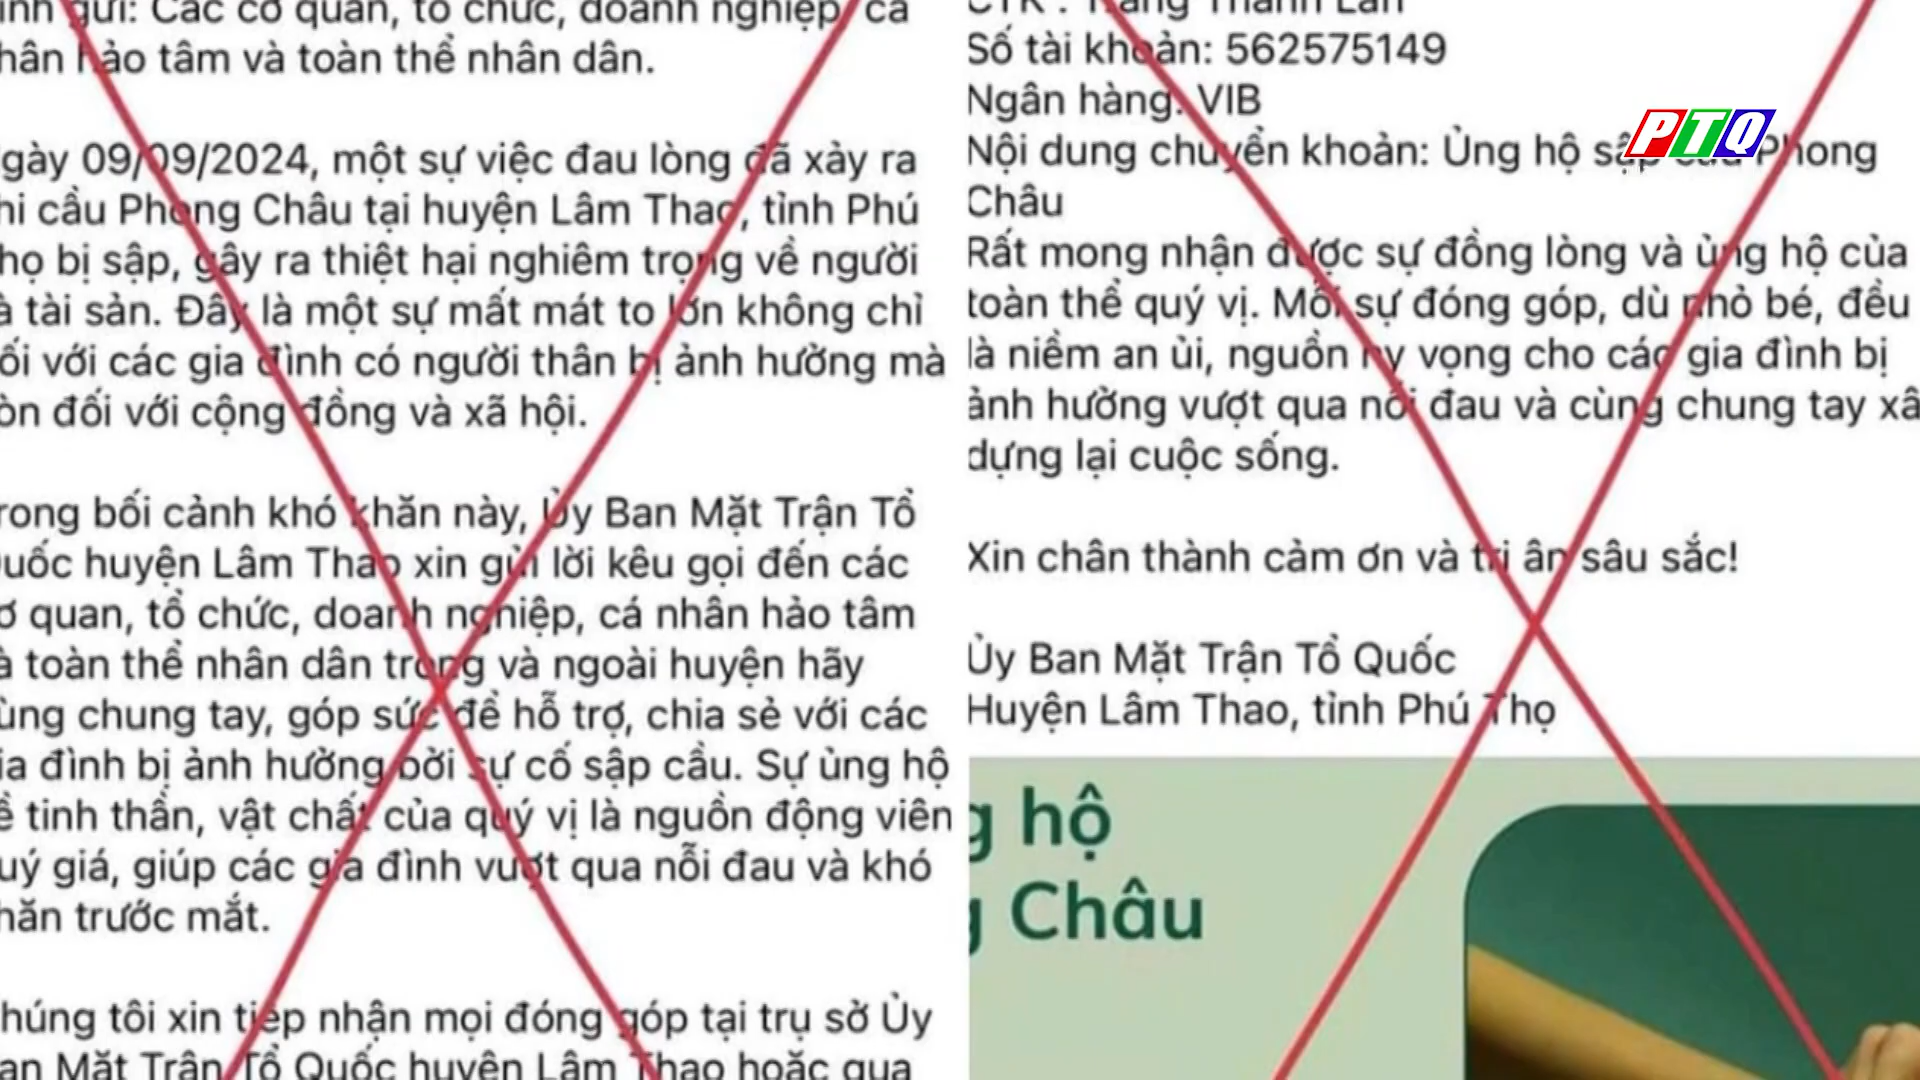 ính gửi: Các cơ quan, tổ chức, doanh nghiệp, cá
hân hảo tâm và toàn thể nhân dân.
gày 09/09/2024, một sự việc đau lòng đã xảy ra
hi cầu Phong Châu tại huyện Lâm Thao, tỉnh Phú
họ bị sập, gây ra thiệt hại nghiêm trọng về người
à tài sản. Đây là một sự mất mát to lớn không chỉ
ối với các gia đình có người thân bị ảnh hưởng mà
òn đối với cộng đồng và xã hội.
rong bối cảnh khó khăn này, Ủy Ban Mặt Trận Tổ
uốc huyện Lâm Thao xin gửi lời kêu gọi đến các
ơ quan, tổ chức, doanh nghiệp, cá nhân hảo tâm
à toàn thể nhân dân trong và ngoài huyện hãy
ùng chung tay, góp sức để hỗ trợ, chia sẻ với các
ia đình bị ảnh hưởng bởi sự cố sập cầu. Sự ủng hộ
ề tinh thần, vật chất của quý vị là nguồn động viên
uý giá, giúp các gia đình vượt qua nỗi đau và khó
hăn trước mắt.
húng tôi xin tiếp nhận mọi đóng góp tại trụ sở Ủy
an Mặt Trận Tổ Quốc huyện Lâm Thao hoặc qua
CTK : Thành Lan
Số tài khoản: 562575149
Ngân hàng: VIB
Nội dung chuyển khoản: Ủng hộ sập cầu Phong
Châu
Rất mong nhận được sự đồng lòng và ủng hộ của
toàn thể quý vị. Mỗi sự đóng góp, dù nhỏ bé, đều
là niềm an ủi, nguồn hy vọng cho các gia đình bị
ảnh hưởng vượt qua nỗi đau và cùng chung tay xâ
dựng lại cuộc sống.
Xin chân thành cảm ơn và tri ân sâu sắc!
Ủy Ban Mặt Trận Tổ Quốc
Huyện Lâm Thao, tỉnh Phú Thọ
g hộ
g Châu
PTQ